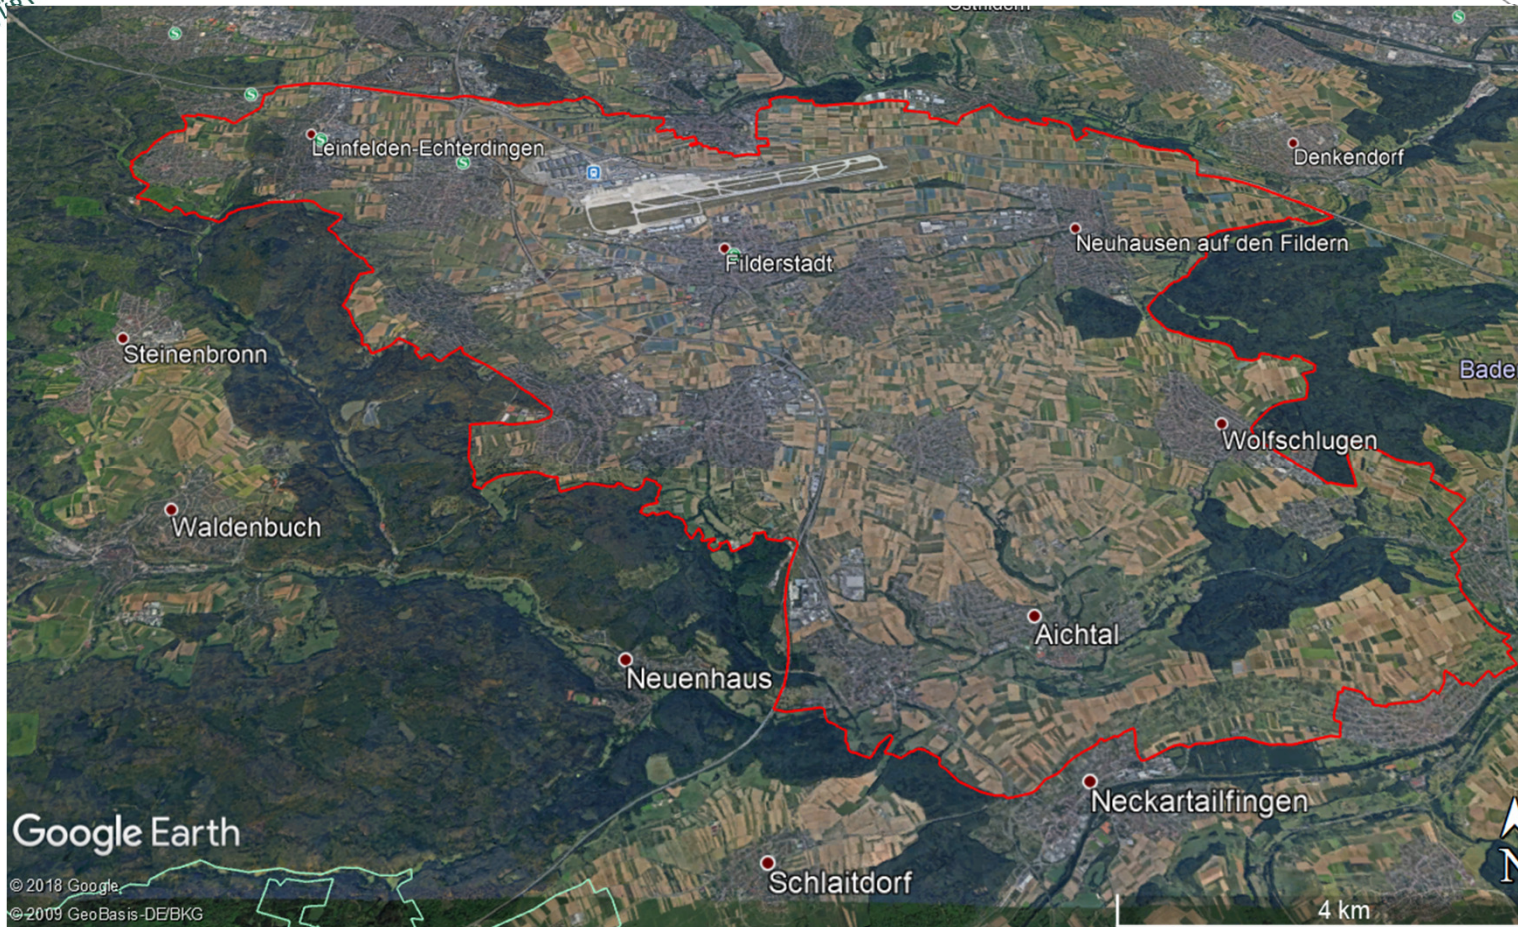 Ostfildern
Leinfelden-Echterdingen
Denkendorf
Neuhausen auf den Fildern
Filderstadt
Steinenbronn
Bade
Wolfschlugen
Waldenbuch
Aichtal
Neuenhaus
Neckartailfingen
Google Earth
Schlaitdorf
© 2018 Google
© 2009 GeoBasis-DE/BKG
4 km
N